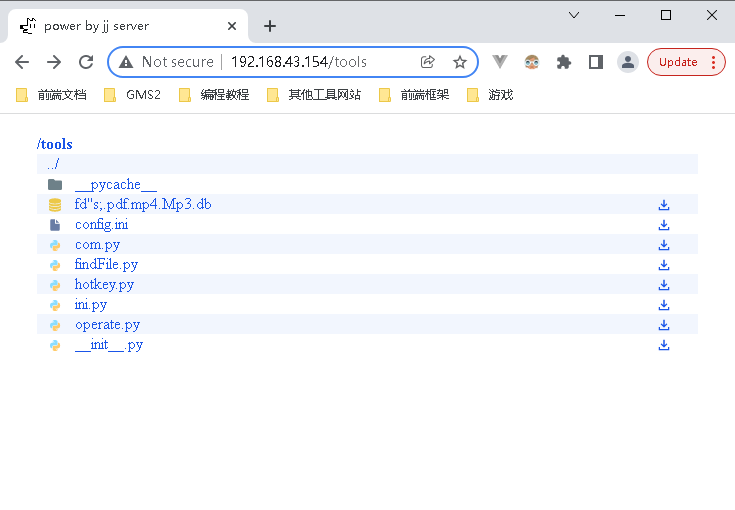 power by jj server
Not secure | 192.168.43.154/tools
Update
前端文档 GMS2 编程教程 其他工具网站 前端框架 游戏
/tools
../
__pycache__
fd"s;.pdf.mp4.Mp3.db
config.ini
com.py
findFile.py
hotkey.py
ini.py
operate.py
__init__.py